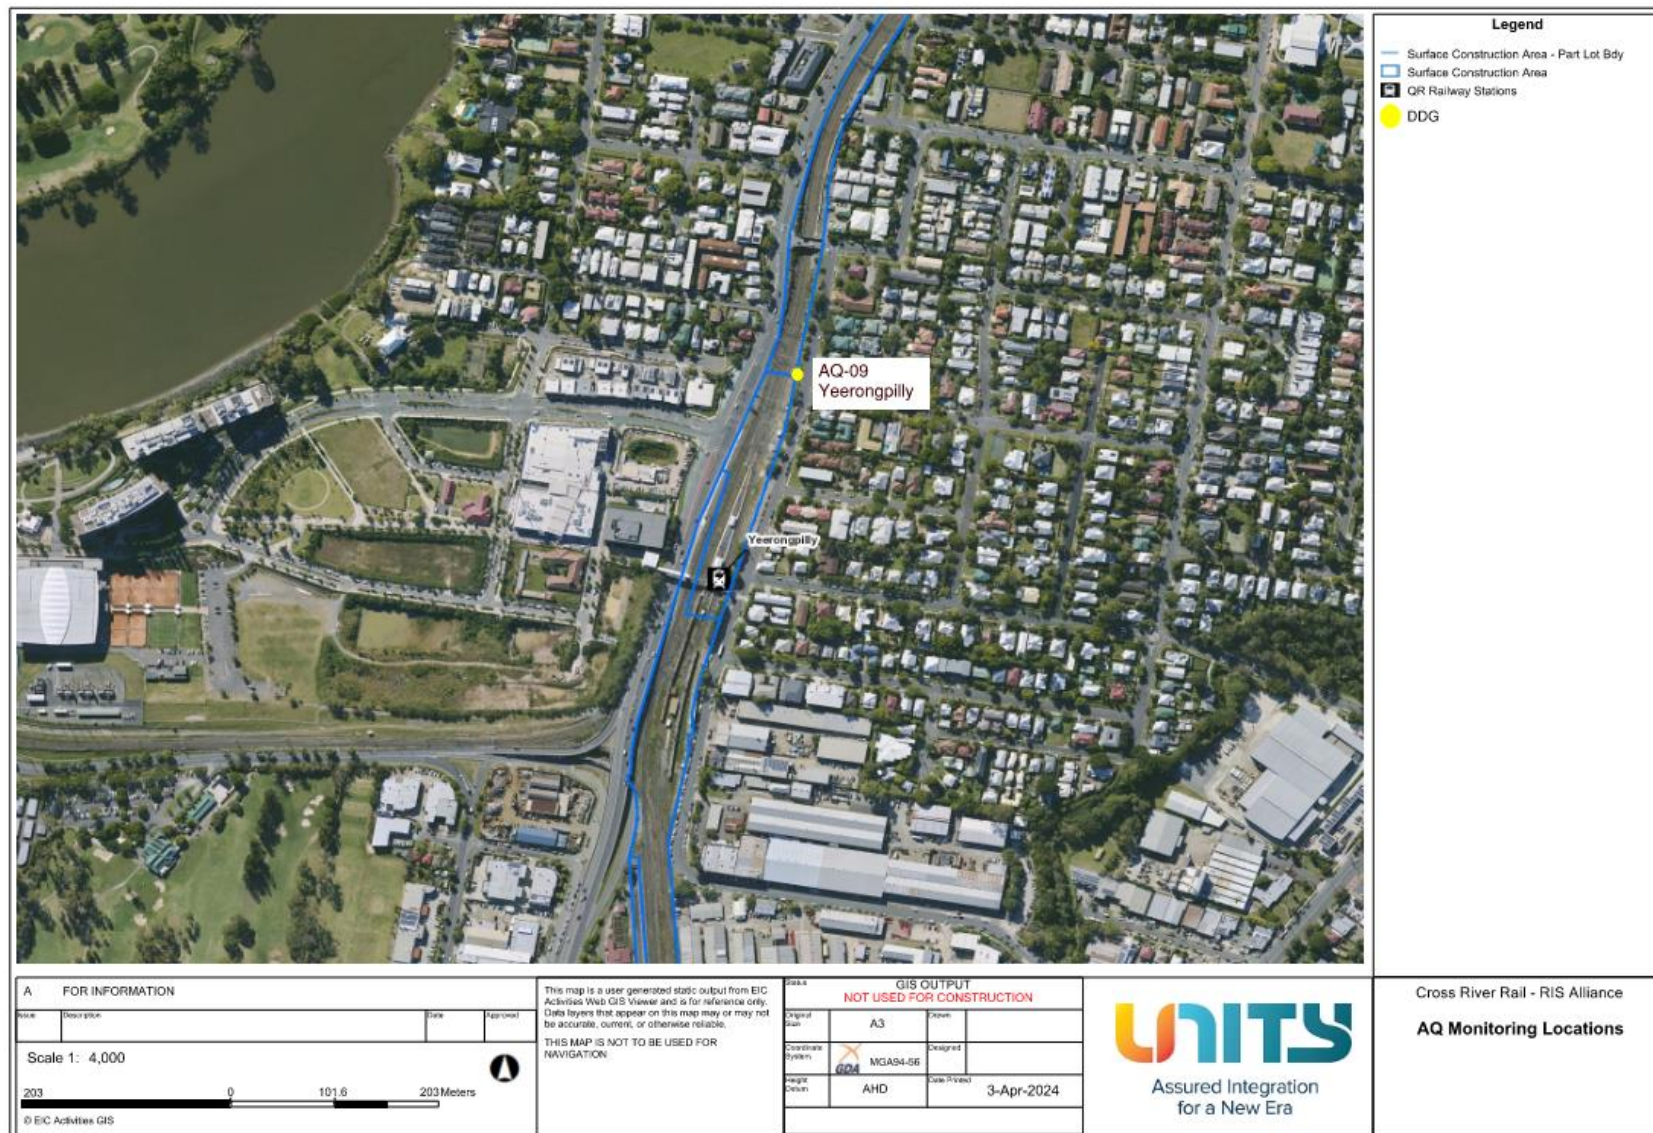 Legend
Surface Construction Area - Part Lot Bdy
Surface Construction Area
QR Railway Stations
DDG
AQ-09
Yeerongpilly
Yeerongpilly
A FOR INFORMATION
Issue Description Date Approved
Scale 1: 4,000
203 0 101.6 203 Meters
© EIC Activities GIS
This map is a user generated static output from EIC
Activities Web GIS Viewer and is for reference only.
Data layers that appear on this map may or may not
be accurate, current, or otherwise reliable.
THIS MAP IS NOT TO BE USED FOR
NAVIGATION
Status
GIS OUTPUT
NOT USED FOR CONSTRUCTION
Original
Size
A3
Drawn
Coordinate
System
GDA
MGA94-56
Designed
Height
Datum
AHD
Date Printed
3-Apr-2024
UNITY
Assured Integration
for a New Era
Cross River Rail - RIS Alliance
AQ Monitoring Locations